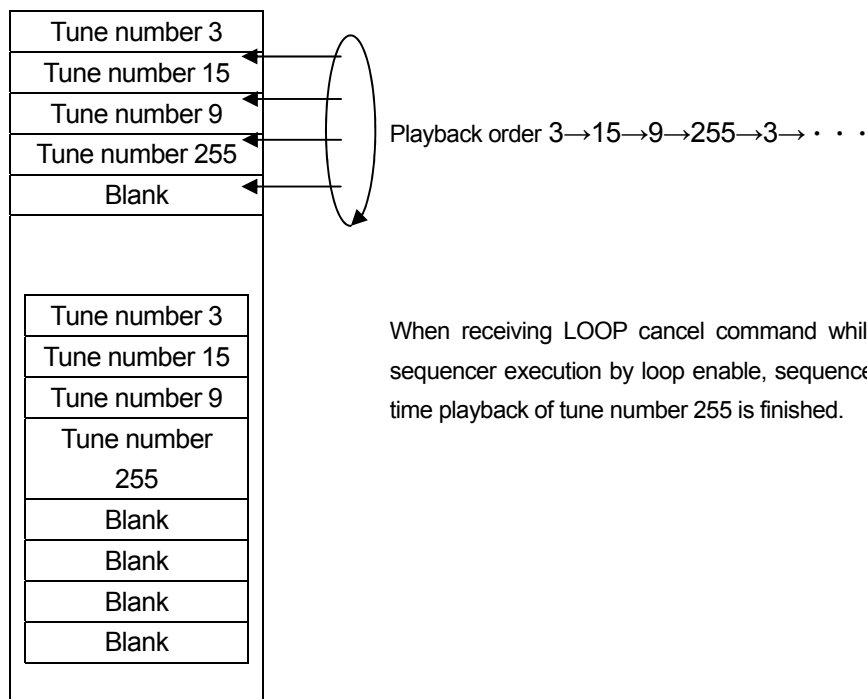 Tune number 3
Tune number 15
Tune number 9
Tune number 255
Blank
Playback order 3→15→9→255→3→・・・
Tune number 3
Tune number 15
Tune number 9
Tune number
255
Blank
Blank
Blank
Blank
When receiving LOOP cancel command
sequencer execution by loop enable,
time playback of tune number 255 is finished.